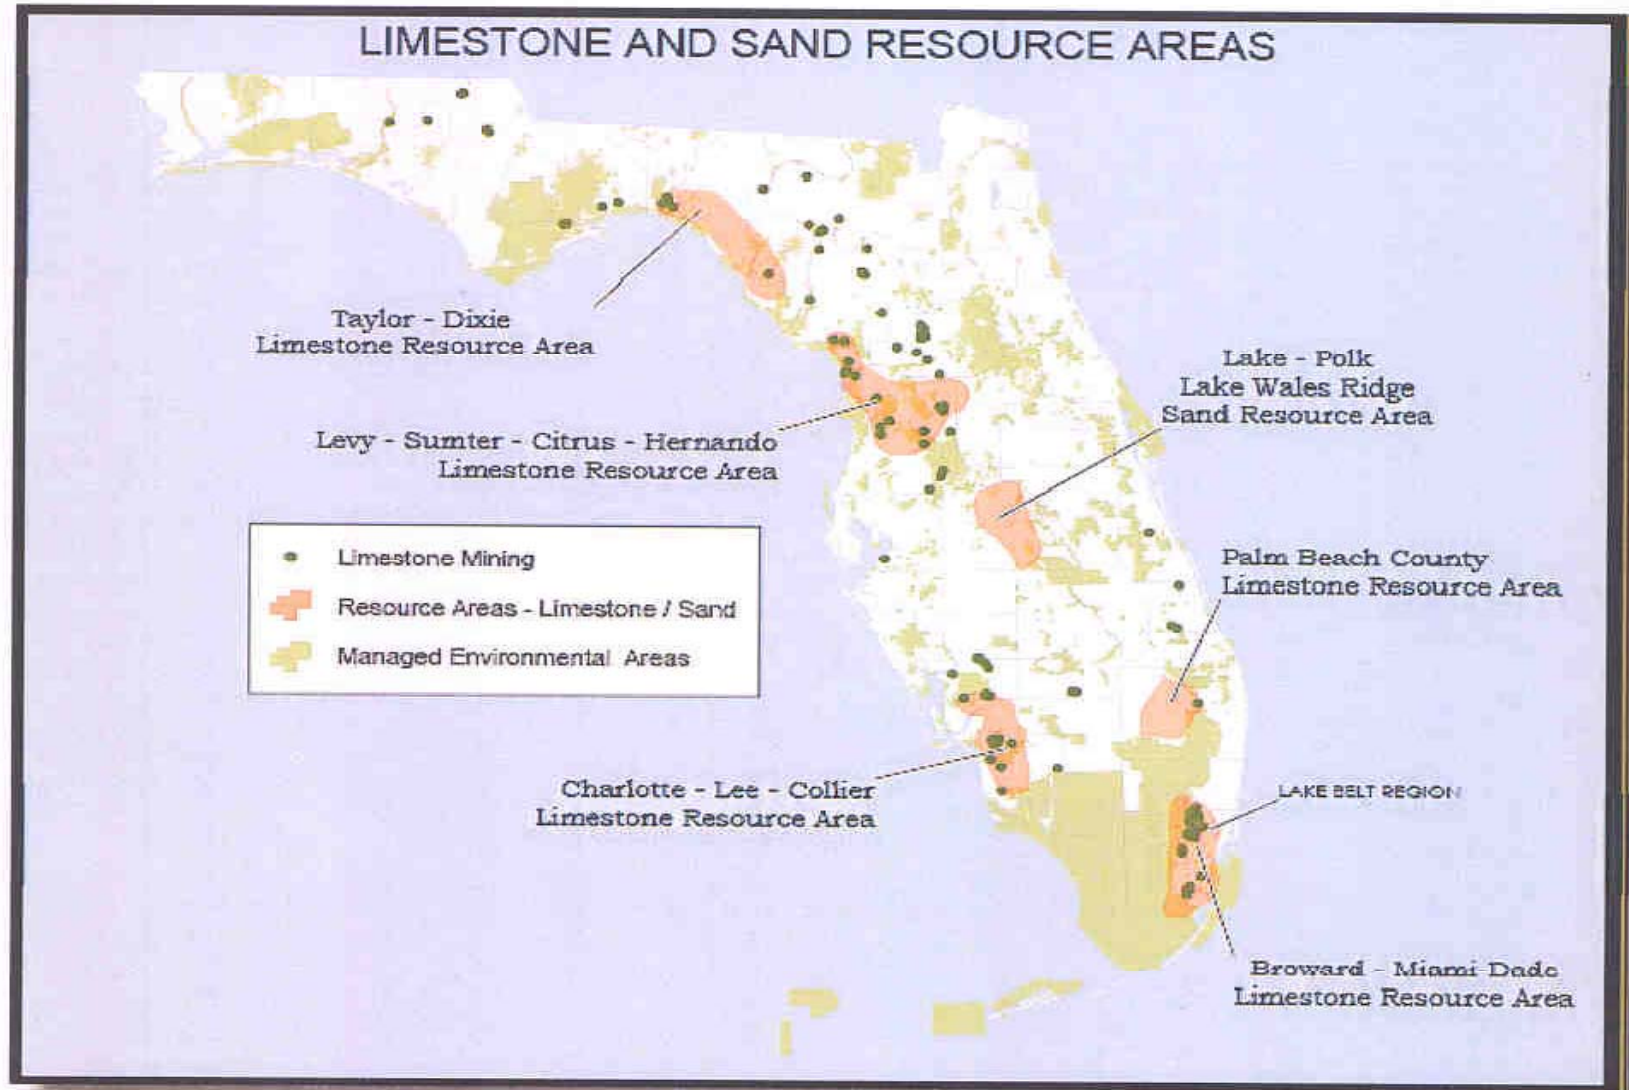 LIMESTONE AND SAND RESOURCE AREAS
Taylor - Dixie
Limestone Resource Area
Lake - Polk
Lake Wales Ridge
Sand Resource Area
Levy - Sumter - Citrus - Hernando
Limestone Resource Area
Limestone Mining
Resource Areas - Limestone / Sand
Managed Environmental Areas
Palm Beach County
Limestone Resource Area
Charlotte - Lee - Collier
Limestone Resource Area
LAKE BELT REGION
Broward - Miami Dade
Limestone Resource Area